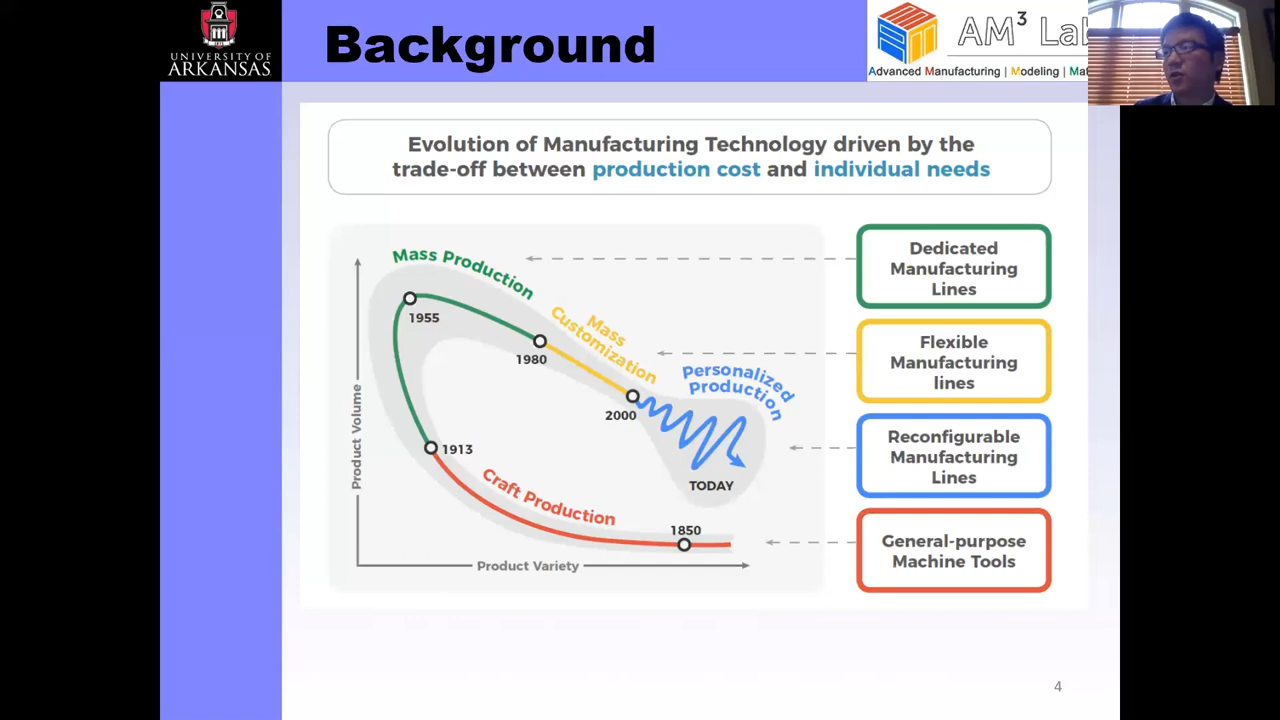 UNIVERSITY OF
ARKANSAS
Background
AM³ Lab
Advanced Manufacturing | Modeling | Mat
Evolution of Manufacturing Technology driven by the
trade-off between production cost and individual needs
Mass Production
Mass
Customization
Personalized
Production
Craft Production
1955
1980
2000
1913
1850
TODAY
Product Volume
Product Variety
Dedicated
Manufacturing
Lines
Flexible
Manufacturing
lines
Reconfigurable
Manufacturing
Lines
General-purpose
Machine Tools
4